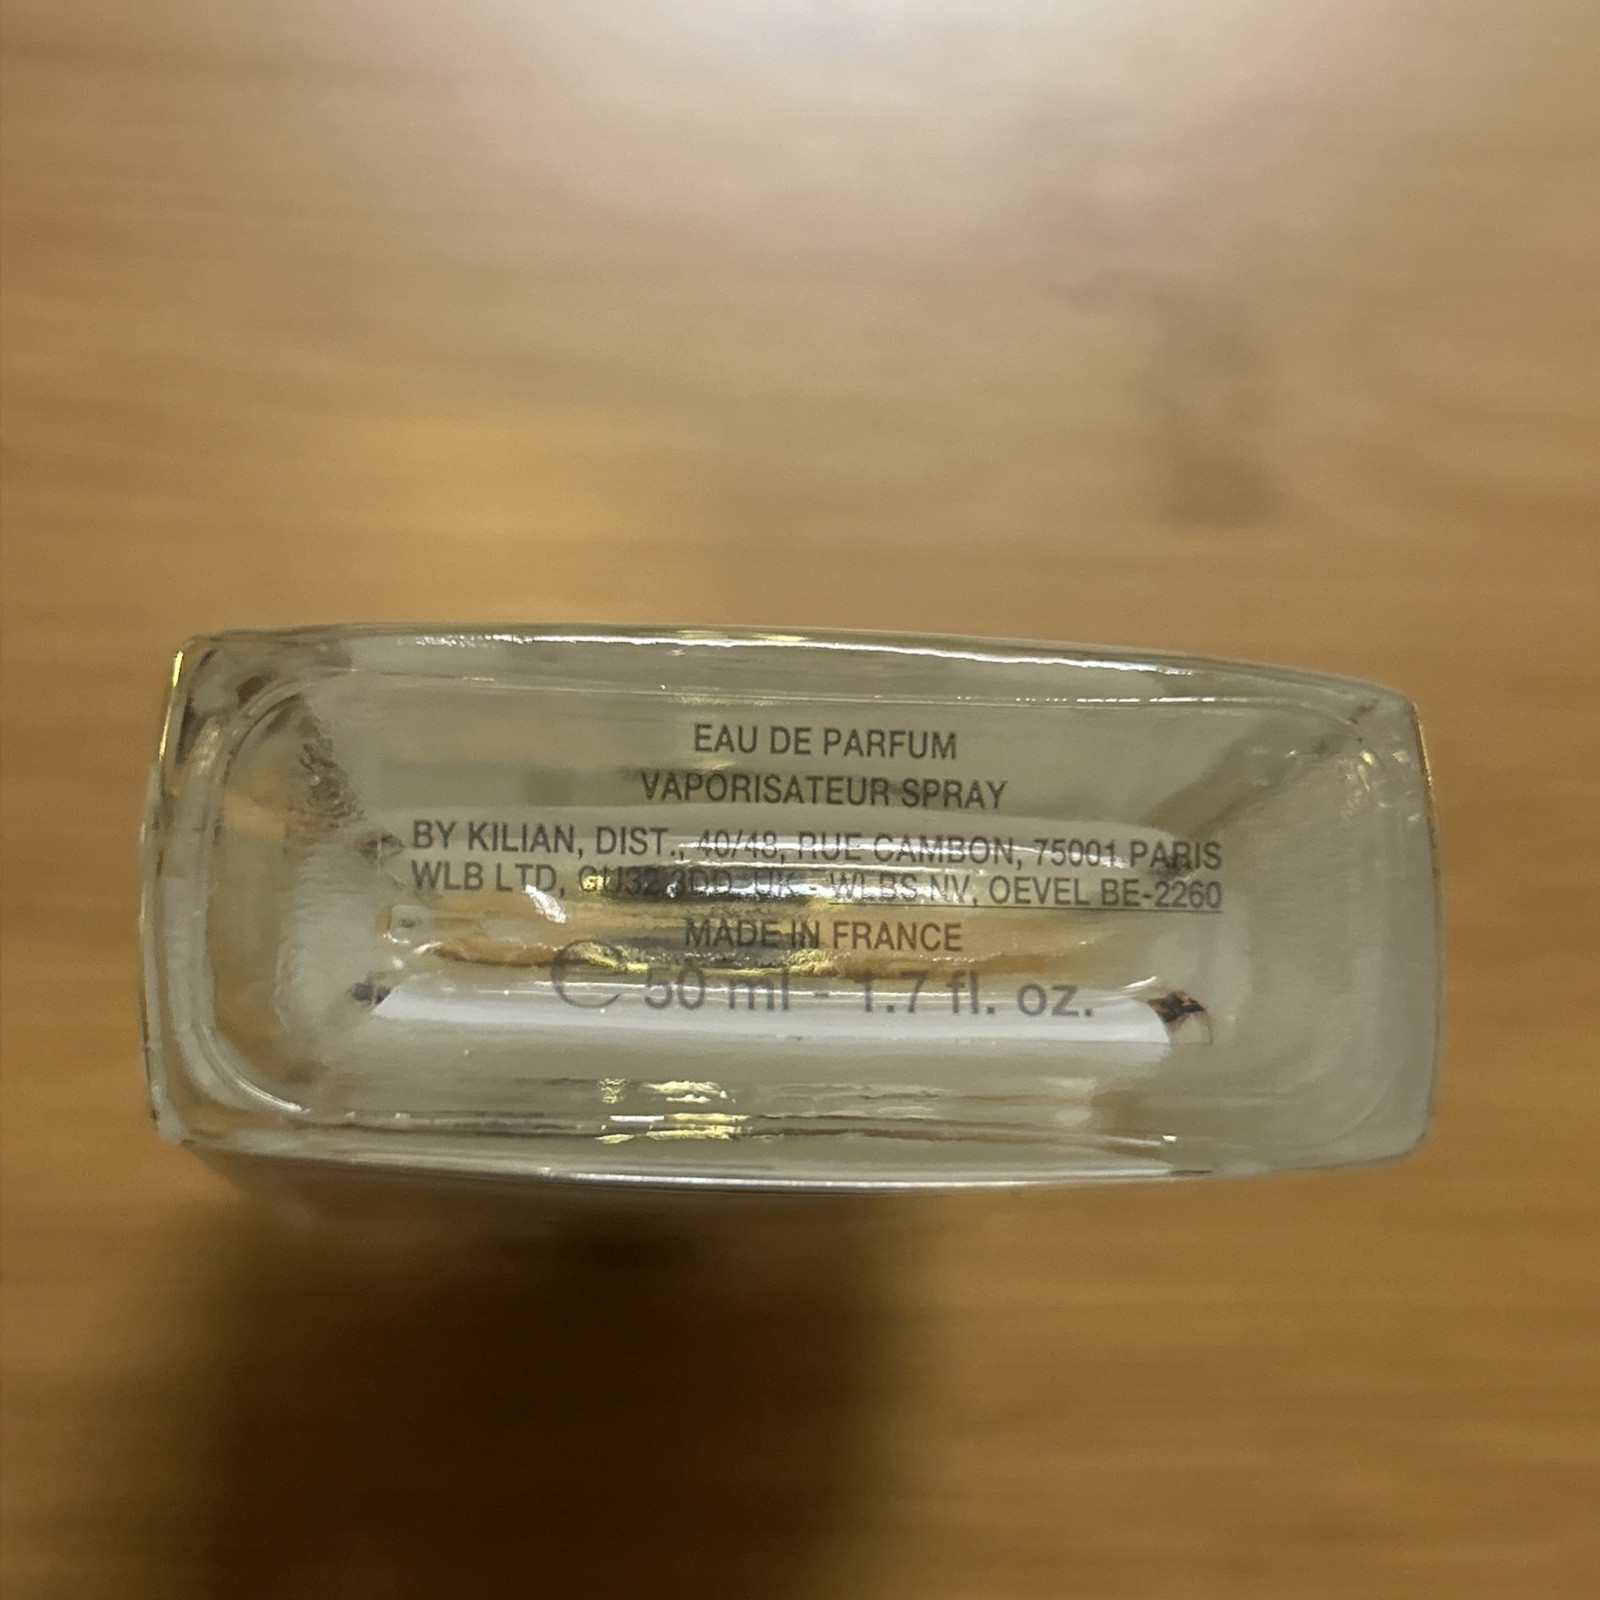 EAU DE PARFUM
VAPORISATEUR SPRAY
BY KILIAN, DIST., 40/48, RUE CAMBON, 75001 PARIS
WLB LTD, GU32 3DD, UK - WLBS NV, OEVEL BE-2260
MADE IN FRANCE
50 ml - 1.7 fl. oz.